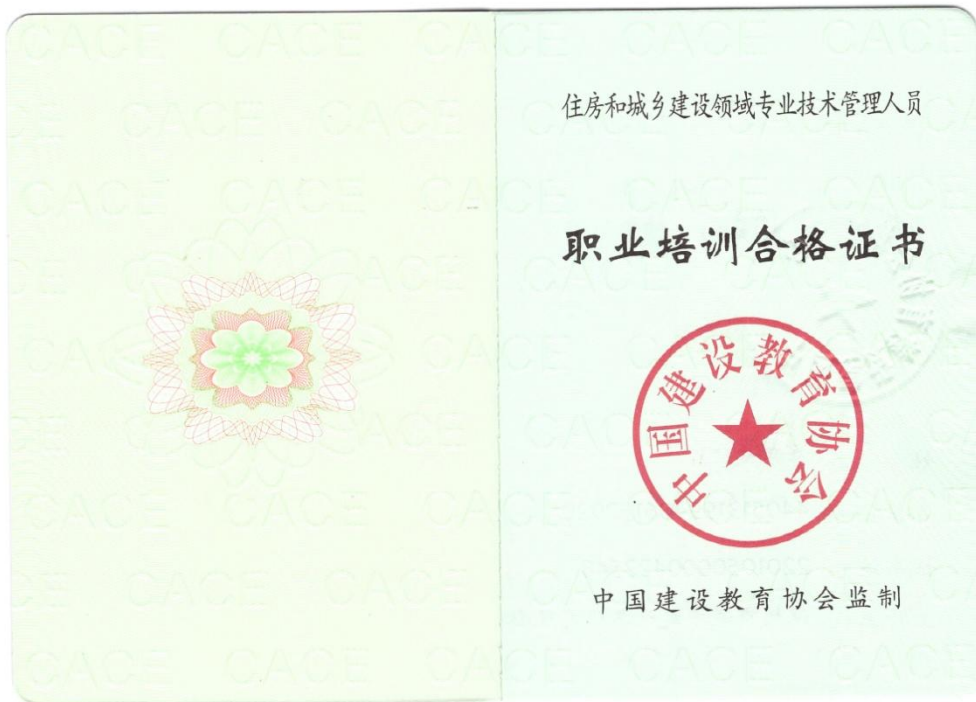 住房和城乡建设领域专业技术管理人员
职业培训合格证书
中国建设教育协会
中国建设教育协会监制
CACE